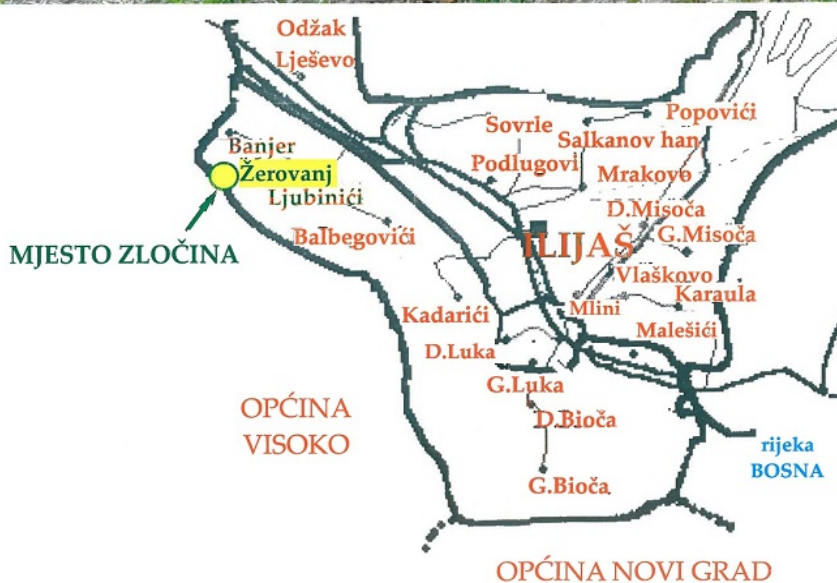 Odžak
Lješevo
Popovići
Sovrle
Salkanov han
Banjer
Podlugovi
Mrakovo
Žerovanj
Ljubinići
D.Misoča
MJESTO ZLOČINA
Balbegovići
ILIJAŠ
G.Misoča
Vlaškovo
Karaula
Kadarići
Mlini
Malešići
D.Luka
G.Luka
OPĆINA
VISOKO
D.Bioča
rijeka
BOSNA
G.Bioča
OPĆINA NOVI GRAD